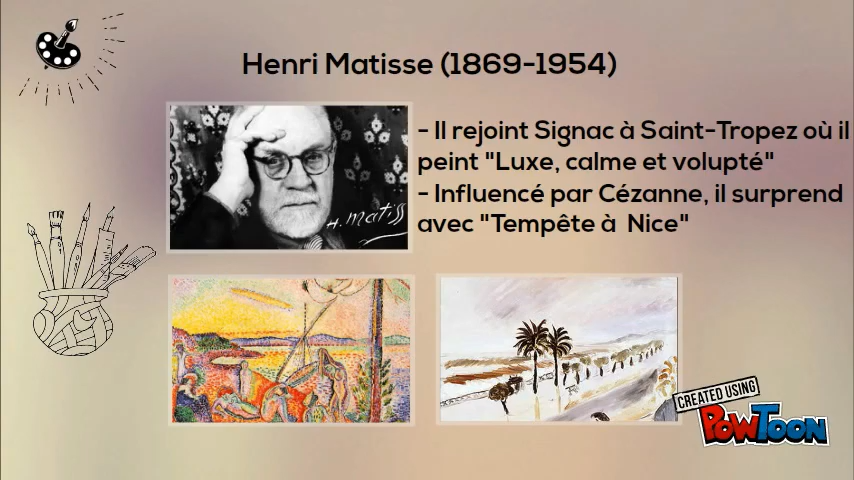 Henri Matisse (1869-1954)
- Il rejoint Signac à Saint-Tropez où il
peint "Luxe, calme et volupté"
- Influencé par Cézanne, il surprend
avec "Tempête à Nice"
H. Matiss
CREATED USING
POWTOON